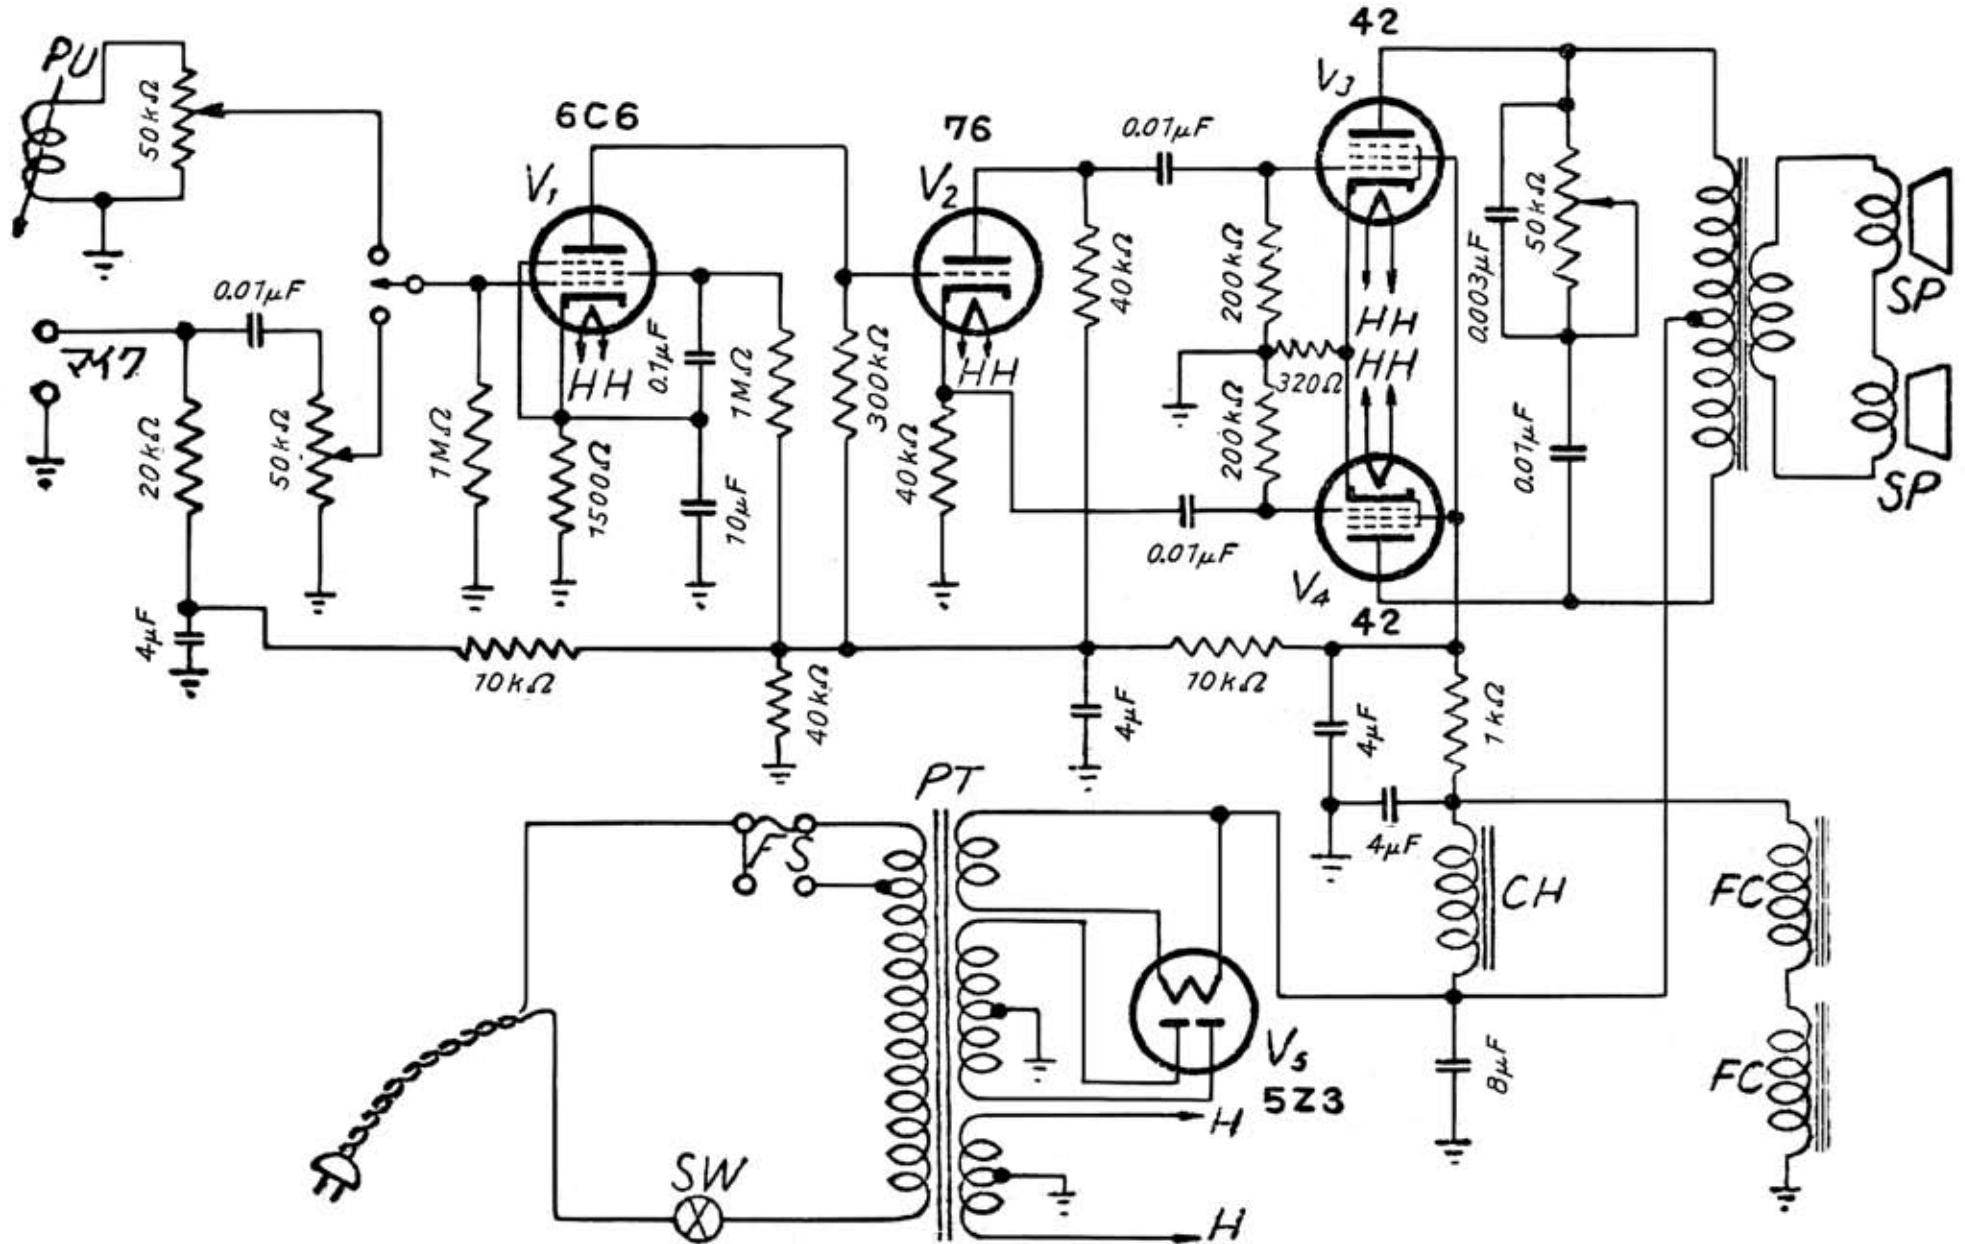 PU
50kΩ
0.01μF
マイク
20kΩ
50kΩ
4μF
6C6
V1
HH
0.1μF
1MΩ
1500Ω
10μF
1MΩ
300kΩ
10kΩ
40kΩ
76
V2
HH
40kΩ
40kΩ
0.01μF
200kΩ
320Ω
200kΩ
0.01μF
42
V3
HH
HH
V4
42
0.003μF
50kΩ
0.01μF
SP
SP
4μF
10kΩ
4μF
1kΩ
4μF
CH
FC
FC
8μF
PT
FS
V5
5Z3
H
H
SW